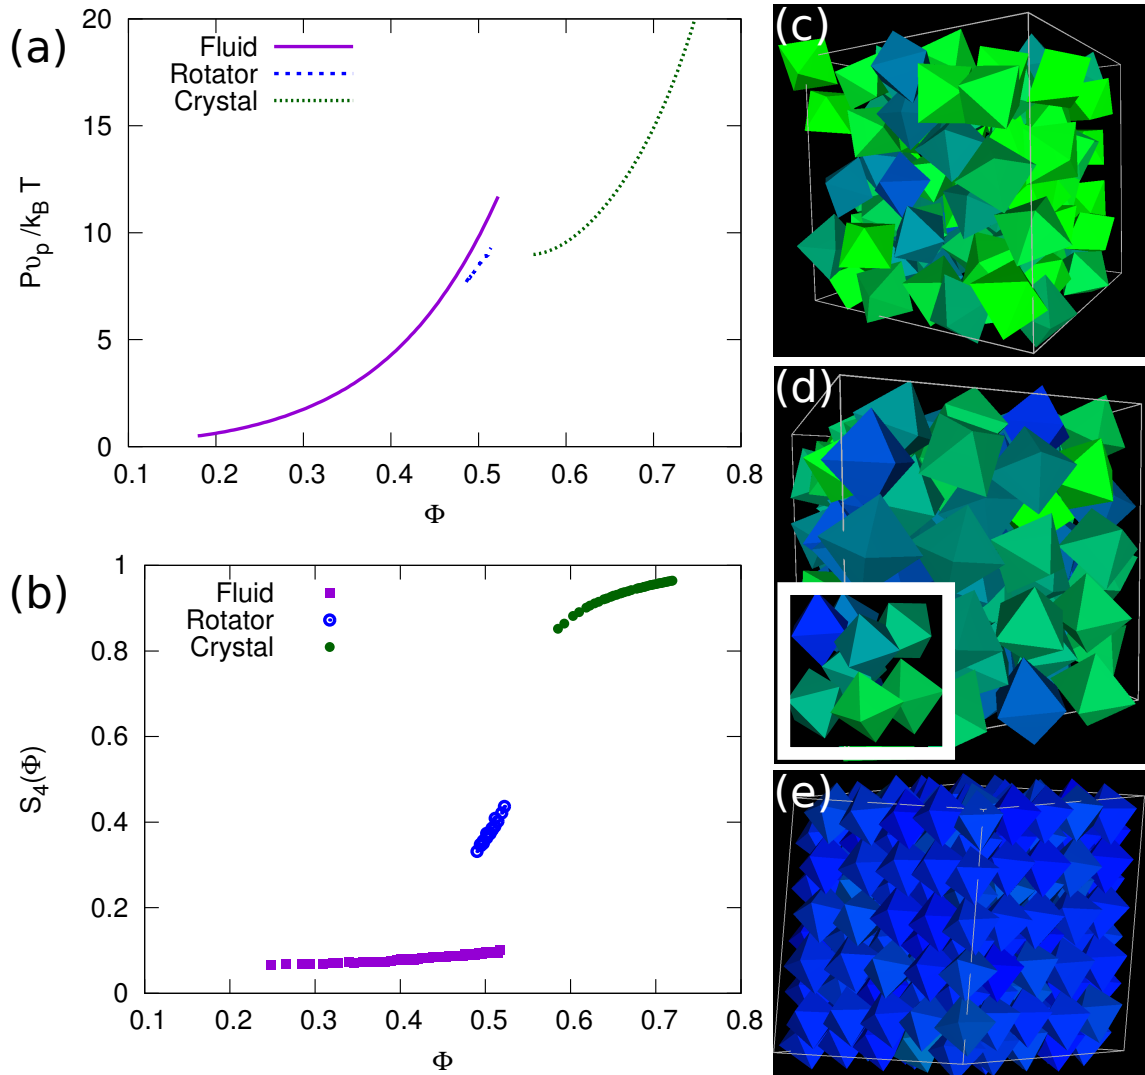 (a)
Fluid
Rotator
Crystal
20
15
10
5
0
Pυp /kB T
0.1 0.2 0.3 0.4 0.5 0.6 0.7 0.8
Φ
(b)
Fluid
Rotator
Crystal
1
0.8
0.6
0.4
0.2
0
S4(Φ)
0.1 0.2 0.3 0.4 0.5 0.6 0.7 0.8
Φ
(c)
(d)
(e)